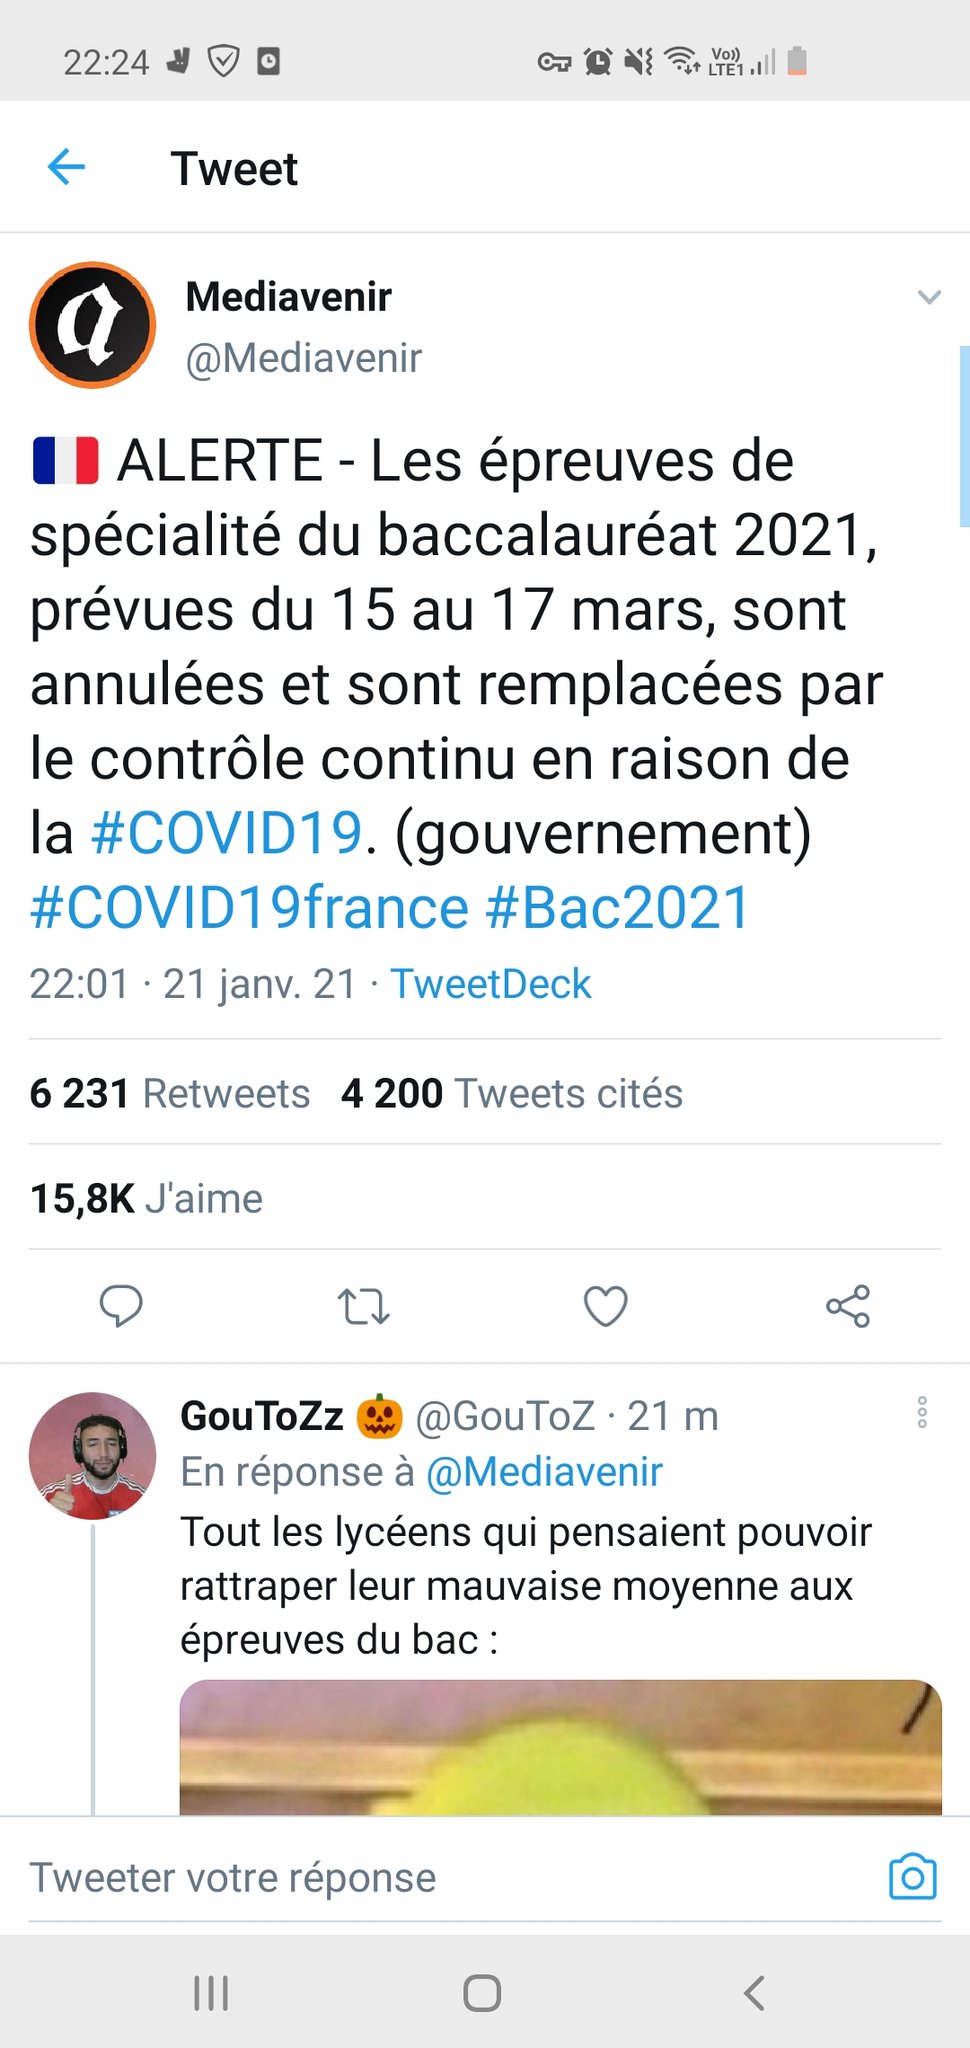 22:24
Vo))
LTE1
Tweet
Mediavenir
@Mediavenir
ALERTE - Les épreuves de
spécialité du baccalauréat 2021,
prévues du 15 au 17 mars, sont
annulées et sont remplacées par
le contrôle continu en raison de
la #COVID19. (gouvernement)
#COVID19france #Bac2021
22:01 · 21 janv. 21 · TweetDeck
6 231 Retweets 4 200 Tweets cités
15,8K J'aime
GouToZz @GouToZ · 21 m
En réponse à @Mediavenir
Tout les lycéens qui pensaient pouvoir
rattraper leur mauvaise moyenne aux
épreuves du bac :
Tweeter votre réponse